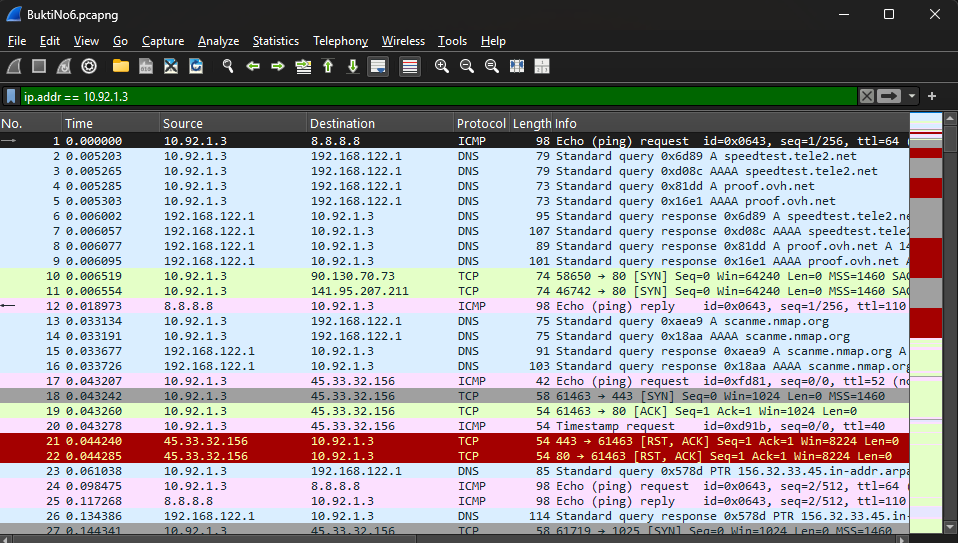 BuktiNo6.pcapng
File Edit View Go Capture Analyze Statistics Telephony Wireless Tools Help
ip.addr == 10.92.1.3
No. Time Source Destination Protocol Length Info
1 0.000000 10.92.1.3 8.8.8.8 ICMP 98 Echo (ping) request id=0x0643, seq=1/256, ttl=64
2 0.005203 10.92.1.3 192.168.122.1 DNS 79 Standard query 0x6d89 A speedtest.tele2.net
3 0.005265 10.92.1.3 192.168.122.1 DNS 79 Standard query 0xd08c AAAA speedtest.tele2.net
4 0.005285 10.92.1.3 192.168.122.1 DNS 73 Standard query 0x81dd A proof.ovh.net
5 0.005303 10.92.1.3 192.168.122.1 DNS 73 Standard query 0x16e1 AAAA proof.ovh.net
6 0.006002 192.168.122.1 10.92.1.3 DNS 95 Standard query response 0x6d89 A speedtest.tele2.ne
7 0.006057 192.168.122.1 10.92.1.3 DNS 107 Standard query response 0xd08c AAAA speedtest.tele2
8 0.006077 192.168.122.1 10.92.1.3 DNS 89 Standard query response 0x81dd A proof.ovh.net A 14
9 0.006095 192.168.122.1 10.92.1.3 DNS 101 Standard query response 0x16e1 AAAA proof.ovh.net A
10 0.006519 10.92.1.3 90.130.70.73 TCP 74 58650 → 80 [SYN] Seq=0 Win=64240 Len=0 MSS=1460 SAC
11 0.006554 10.92.1.3 141.95.207.211 TCP 74 46742 → 80 [SYN] Seq=0 Win=64240 Len=0 MSS=1460 SAC
12 0.018973 8.8.8.8 10.92.1.3 ICMP 98 Echo (ping) reply id=0x0643, seq=1/256, ttl=110
13 0.033134 10.92.1.3 192.168.122.1 DNS 75 Standard query 0xaea9 A scanme.nmap.org
14 0.033191 10.92.1.3 192.168.122.1 DNS 75 Standard query 0x18aa AAAA scanme.nmap.org
15 0.033677 192.168.122.1 10.92.1.3 DNS 91 Standard query response 0xaea9 A scanme.nmap.org A
16 0.033726 192.168.122.1 10.92.1.3 DNS 103 Standard query response 0x18aa AAAA scanme.nmap.org
17 0.043207 10.92.1.3 45.33.32.156 ICMP 42 Echo (ping) request id=0xfd81, seq=0/0, ttl=52 (no
18 0.043242 10.92.1.3 45.33.32.156 TCP 58 61463 → 443 [SYN] Seq=0 Win=1024 Len=0 MSS=1460
19 0.043260 10.92.1.3 45.33.32.156 TCP 54 61463 → 80 [ACK] Seq=1 Ack=1 Win=1024 Len=0
20 0.043278 10.92.1.3 45.33.32.156 ICMP 54 Timestamp request id=0xd91b, seq=0/0, ttl=40
21 0.044240 45.33.32.156 10.92.1.3 TCP 54 443 → 61463 [RST, ACK] Seq=1 Ack=1 Win=8224 Len=0
22 0.044285 45.33.32.156 10.92.1.3 TCP 54 80 → 61463 [RST, ACK] Seq=1 Ack=1 Win=8224 Len=0
23 0.061038 10.92.1.3 192.168.122.1 DNS 85 Standard query 0x578d PTR 156.32.33.45.in-addr.arpa
24 0.098475 10.92.1.3 8.8.8.8 ICMP 98 Echo (ping) request id=0x0643, seq=2/512, ttl=64
25 0.117268 8.8.8.8 10.92.1.3 ICMP 98 Echo (ping) reply id=0x0643, seq=2/512, ttl=110
26 0.134386 192.168.122.1 10.92.1.3 DNS 114 Standard query response 0x578d PTR 156.32.33.45.in-
27 0.144341 10.92.1.3 45.33.32.156 TCP 58 61719 → 1025 [SYN] Seq=0 Win=1024 Len=0 MSS=1460